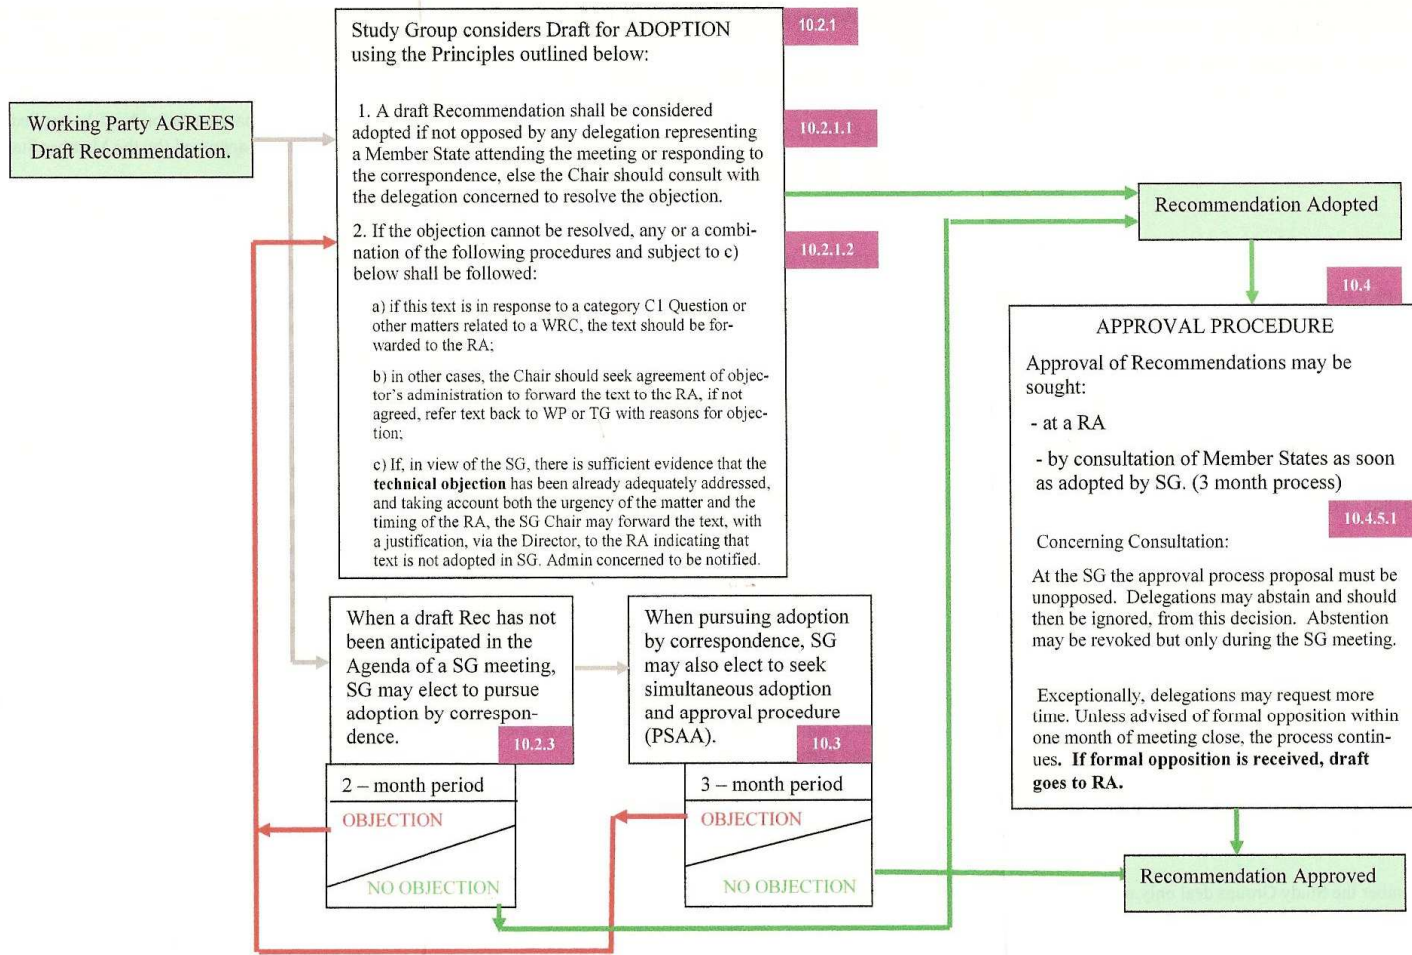 Working Party AGREES
Draft Recommendation.
Study Group considers Draft for ADOPTION
using the Principles outlined below:
10.2.1
1. A draft Recommendation shall be considered
adopted if not opposed by any delegation representing
a Member State attending the meeting or responding to
the correspondence, else the Chair should consult with
the delegation concerned to resolve the objection.
10.2.1.1
2. If the objection cannot be resolved, any or a combi-
nation of the following procedures and subject to c)
below shall be followed:
10.2.1.2
a) if this text is in response to a category C1 Question or
other matters related to a WRC, the text should be for-
warded to the RA;
b) in other cases, the Chair should seek agreement of objec-
tor's administration to forward the text to the RA, if not
agreed, refer text back to WP or TG with reasons for objec-
tion;
c) If, in view of the SG, there is sufficient evidence that the
technical objection has been already adequately addressed,
and taking account both the urgency of the matter and the
timing of the RA, the SG Chair may forward the text, with
a justification, via the Director, to the RA indicating that
text is not adopted in SG. Admin concerned to be notified.
When a draft Rec has not
been anticipated in the
Agenda of a SG meeting,
SG may elect to pursue
adoption by correspon-
dence.
10.2.3
2 – month period
OBJECTION
NO OBJECTION
When pursuing adoption
by correspondence, SG
may also elect to seek
simultaneous adoption
and approval procedure
(PSAA).
10.3
3 – month period
OBJECTION
NO OBJECTION
Recommendation Adopted
10.4
APPROVAL PROCEDURE
Approval of Recommendations may be
sought:
- at a RA
- by consultation of Member States as soon
as adopted by SG. (3 month process)
10.4.5.1
Concerning Consultation:
At the SG the approval process proposal must be
unopposed. Delegations may abstain and should
then be ignored, from this decision. Abstention
may be revoked but only during the SG meeting.
Exceptionally, delegations may request more
time. Unless advised of formal opposition within
one month of meeting close, the process contin-
ues. If formal opposition is received, draft
goes to RA.
Recommendation Approved